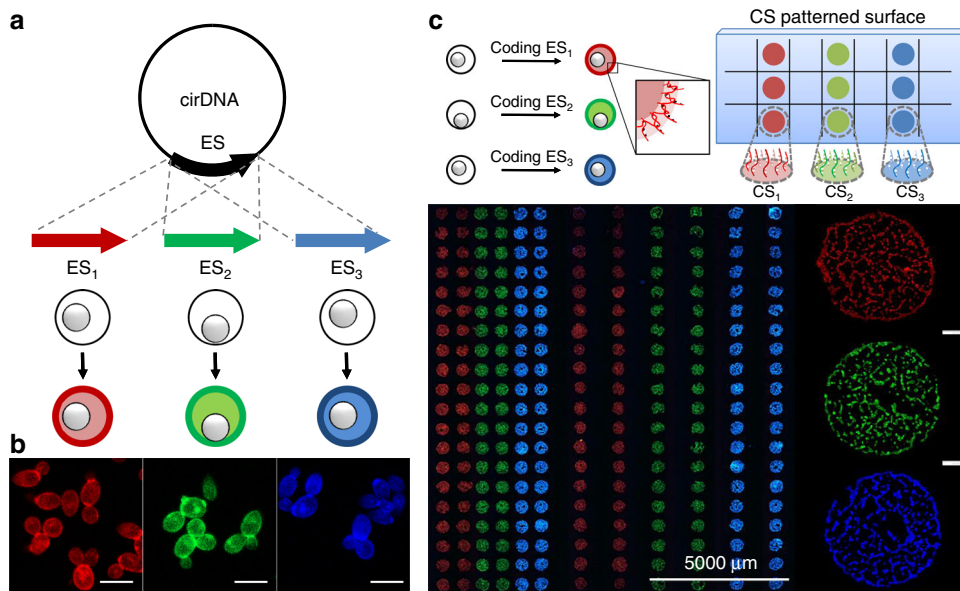 a
cirDNA
ES
ES₁
ES₂
ES₃
b
c
Coding ES₁
Coding ES₂
Coding ES₃
CS patterned surface
CS₁
CS₂
CS₃
5000 μm